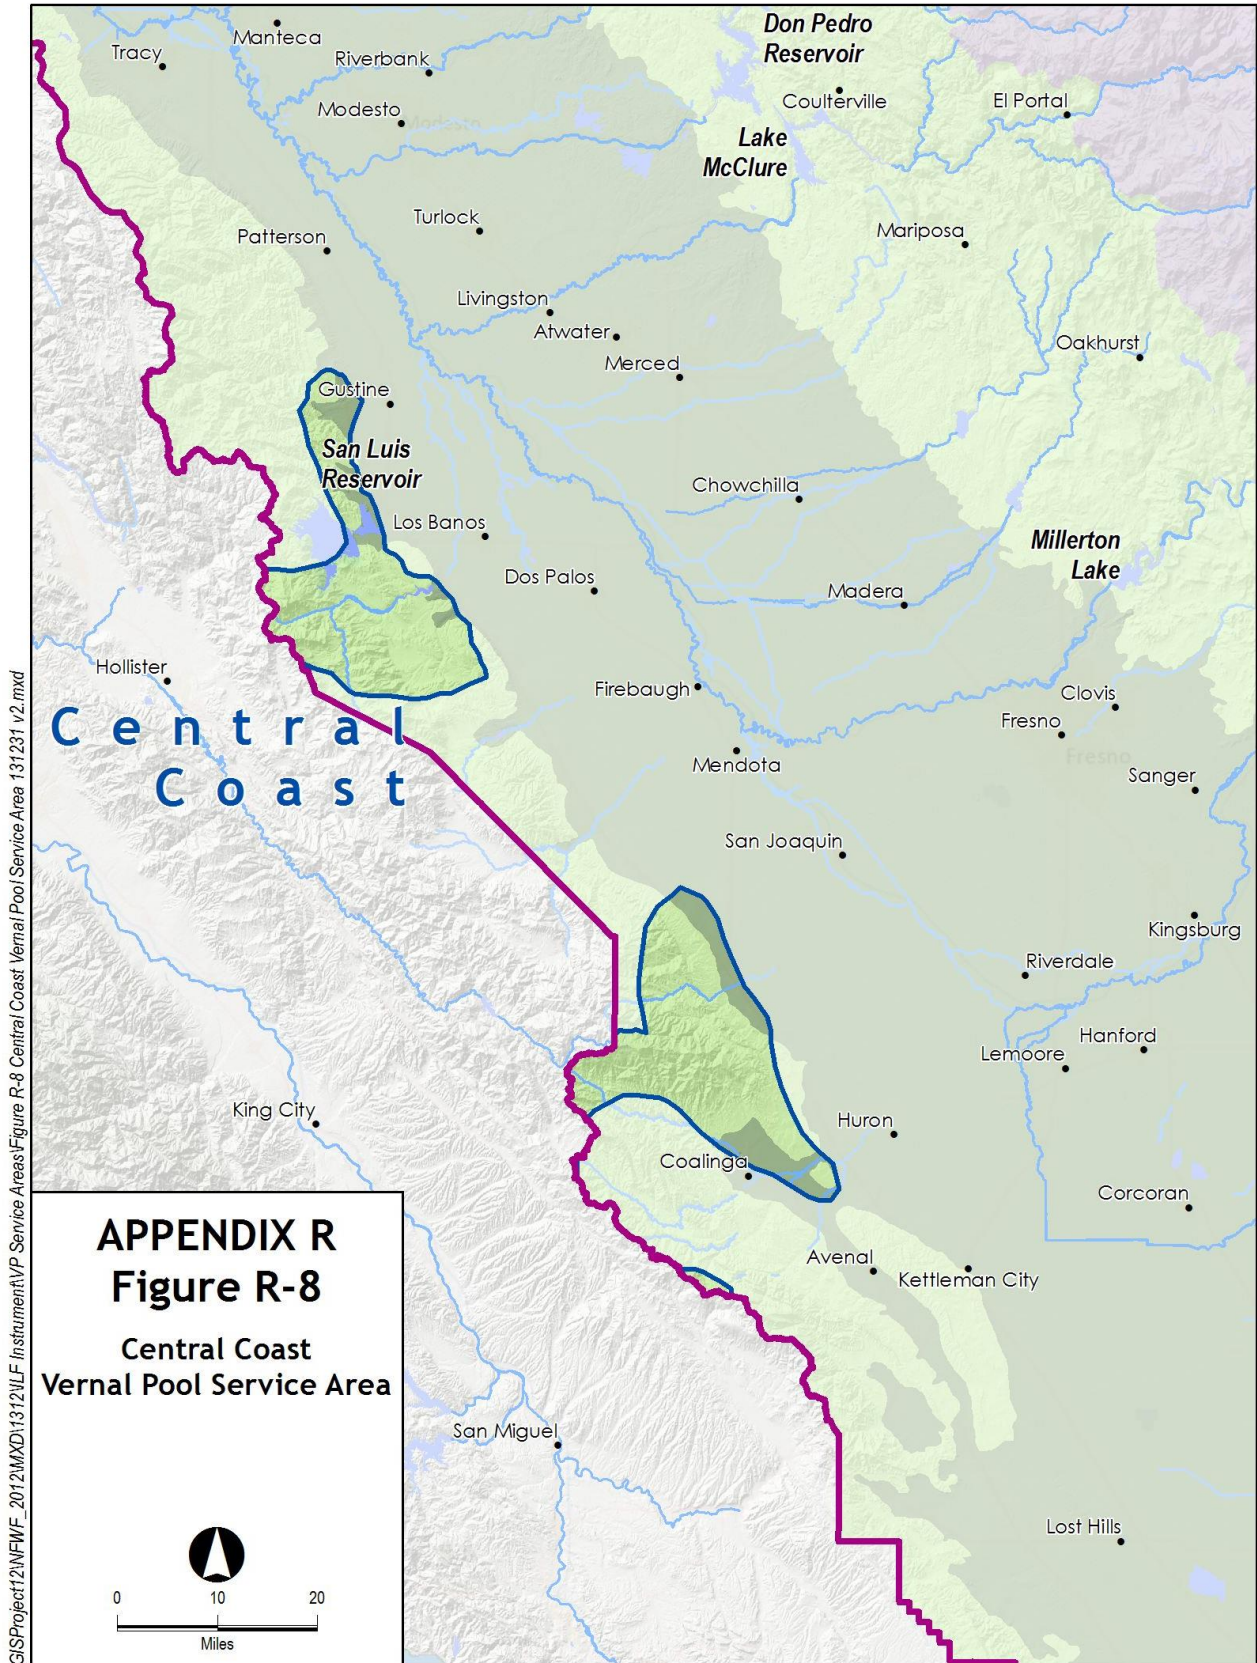 Manteca
Tracy
Riverbank
Modesto
Modesto
Don Pedro
Reservoir
Coulterville
El Portal
Lake
McClure
Turlock
Patterson
Mariposa
Livingston
Atwater
Merced
Oakhurst
Gustine
San Luis
Reservoir
Los Banos
Chowchilla
Dos Palos
Millerton
Lake
Madera
Hollister
Firebaugh
Clovis
Fresno
Fresno
Central
Coast
Mendota
Sanger
San Joaquin
Kingsburg
Riverdale
Hanford
Lemoore
King City
Huron
Coalinga
Corcoran
Avenal
Kettleman City
San Miguel
Lost Hills
APPENDIX R
Figure R-8
Central Coast
Vernal Pool Service Area
0 10 20
Miles
GISProject12\NFWF_2012\MXD\1312\ILF Instrument\VP Service Areas\Figure R-8 Central Coast Vernal Pool Service Area 131231 v2.mxd